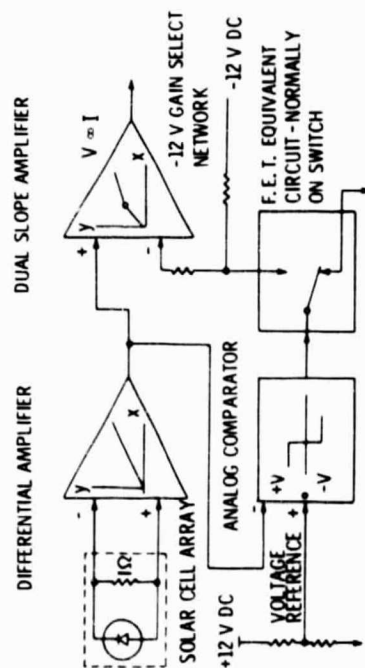 DIFFERENTIAL AMPLIFIER
DUAL SLOPE AMPLIFIER
-
+
1Ω
SOLAR CELL ARRAY
y
x
+
-
y
x
V ∞ I
-12 V GAIN SELECT
NETWORK
-12 V DC
ANALOG COMPARATOR
F.E.T. EQUIVALENT
CIRCUIT-NORMALLY
ON SWITCH
+12 V DC
VOLTAGE
REFERENCE
-
+
+V
-V